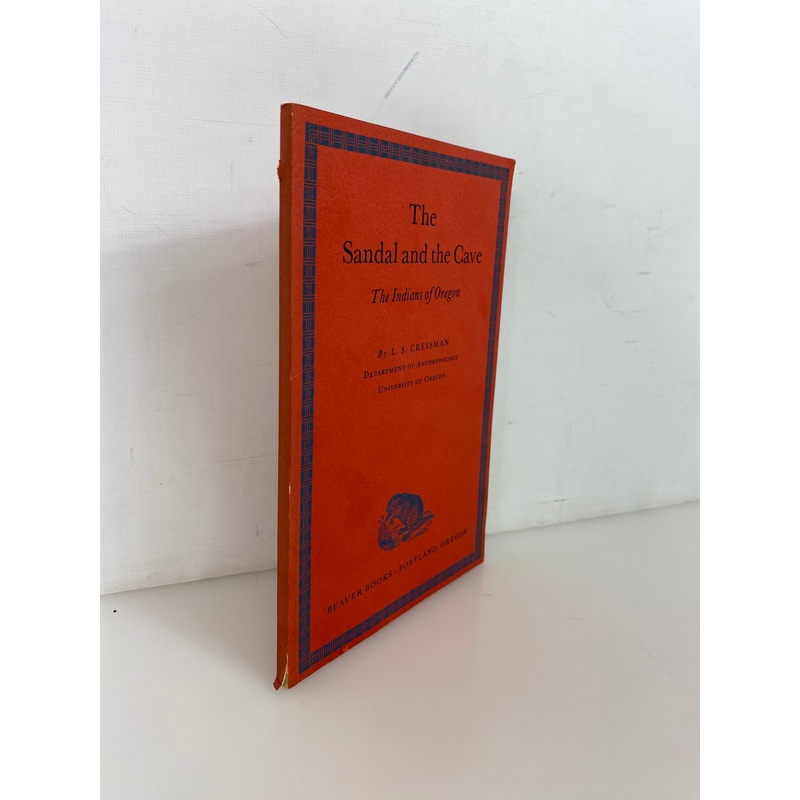 The
Sandal and the Cave
The Indians of Oregon
By L. S. CRESSMAN
DEPARTMENT OF ANTHROPOLOGY
UNIVERSITY OF OREGON
BEAVER BOOKS · PORTLAND, OREGON